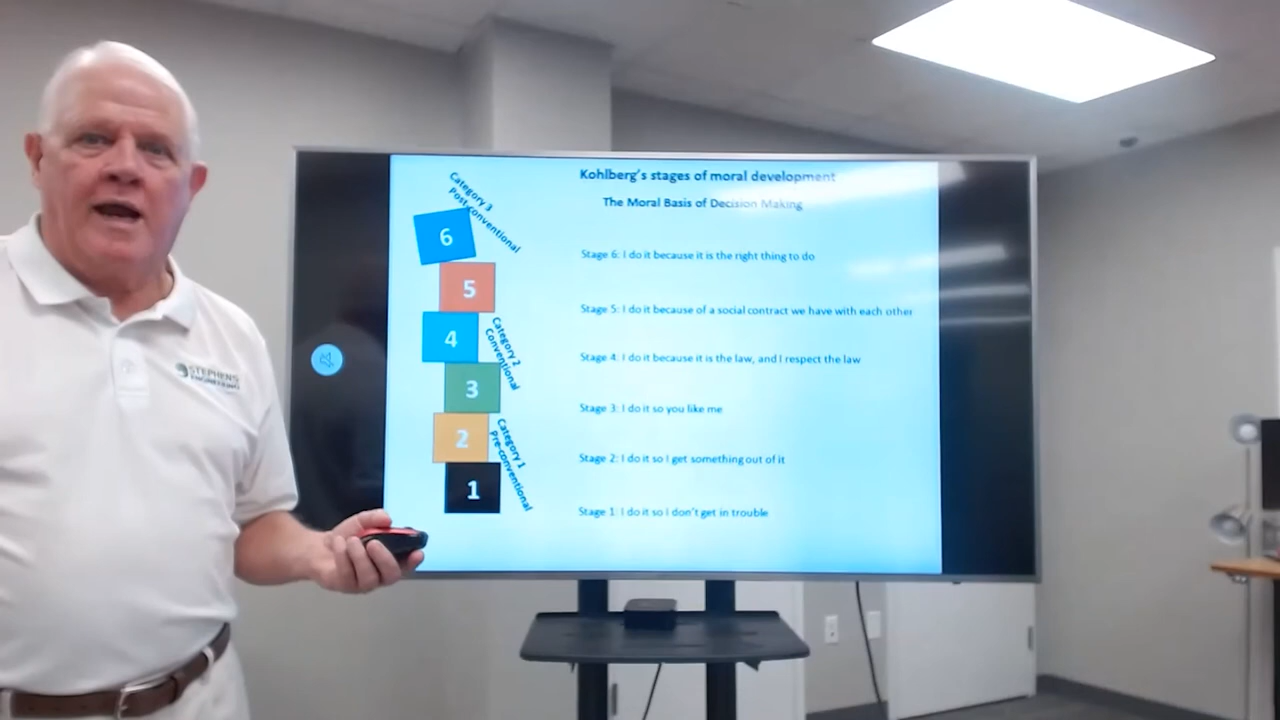 Kohlberg's stages of moral development
The Moral Basis of Decision Making
Category 3
Post-conventional
6
Stage 6: I do it because it is the right thing to do
5
Stage 5: I do it because of a social contract we have with each other
Category 2
Conventional
4
Stage 4: I do it because it is the law, and I respect the law
3
Stage 3: I do it so you like me
Category 1
Pre-conventional
2
Stage 2: I do it so I get something out of it
1
Stage 1: I do it so I don't get in trouble
STEPHENS
ENGINEERING